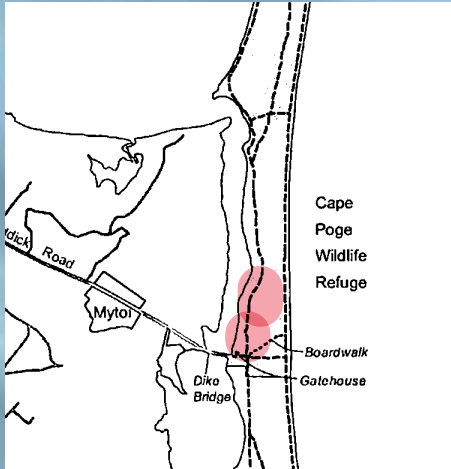 Cape
Poge
Wildlife
Refuge
dick Road
Mytoi
Boardwalk
Dike
Bridge
Gatehouse